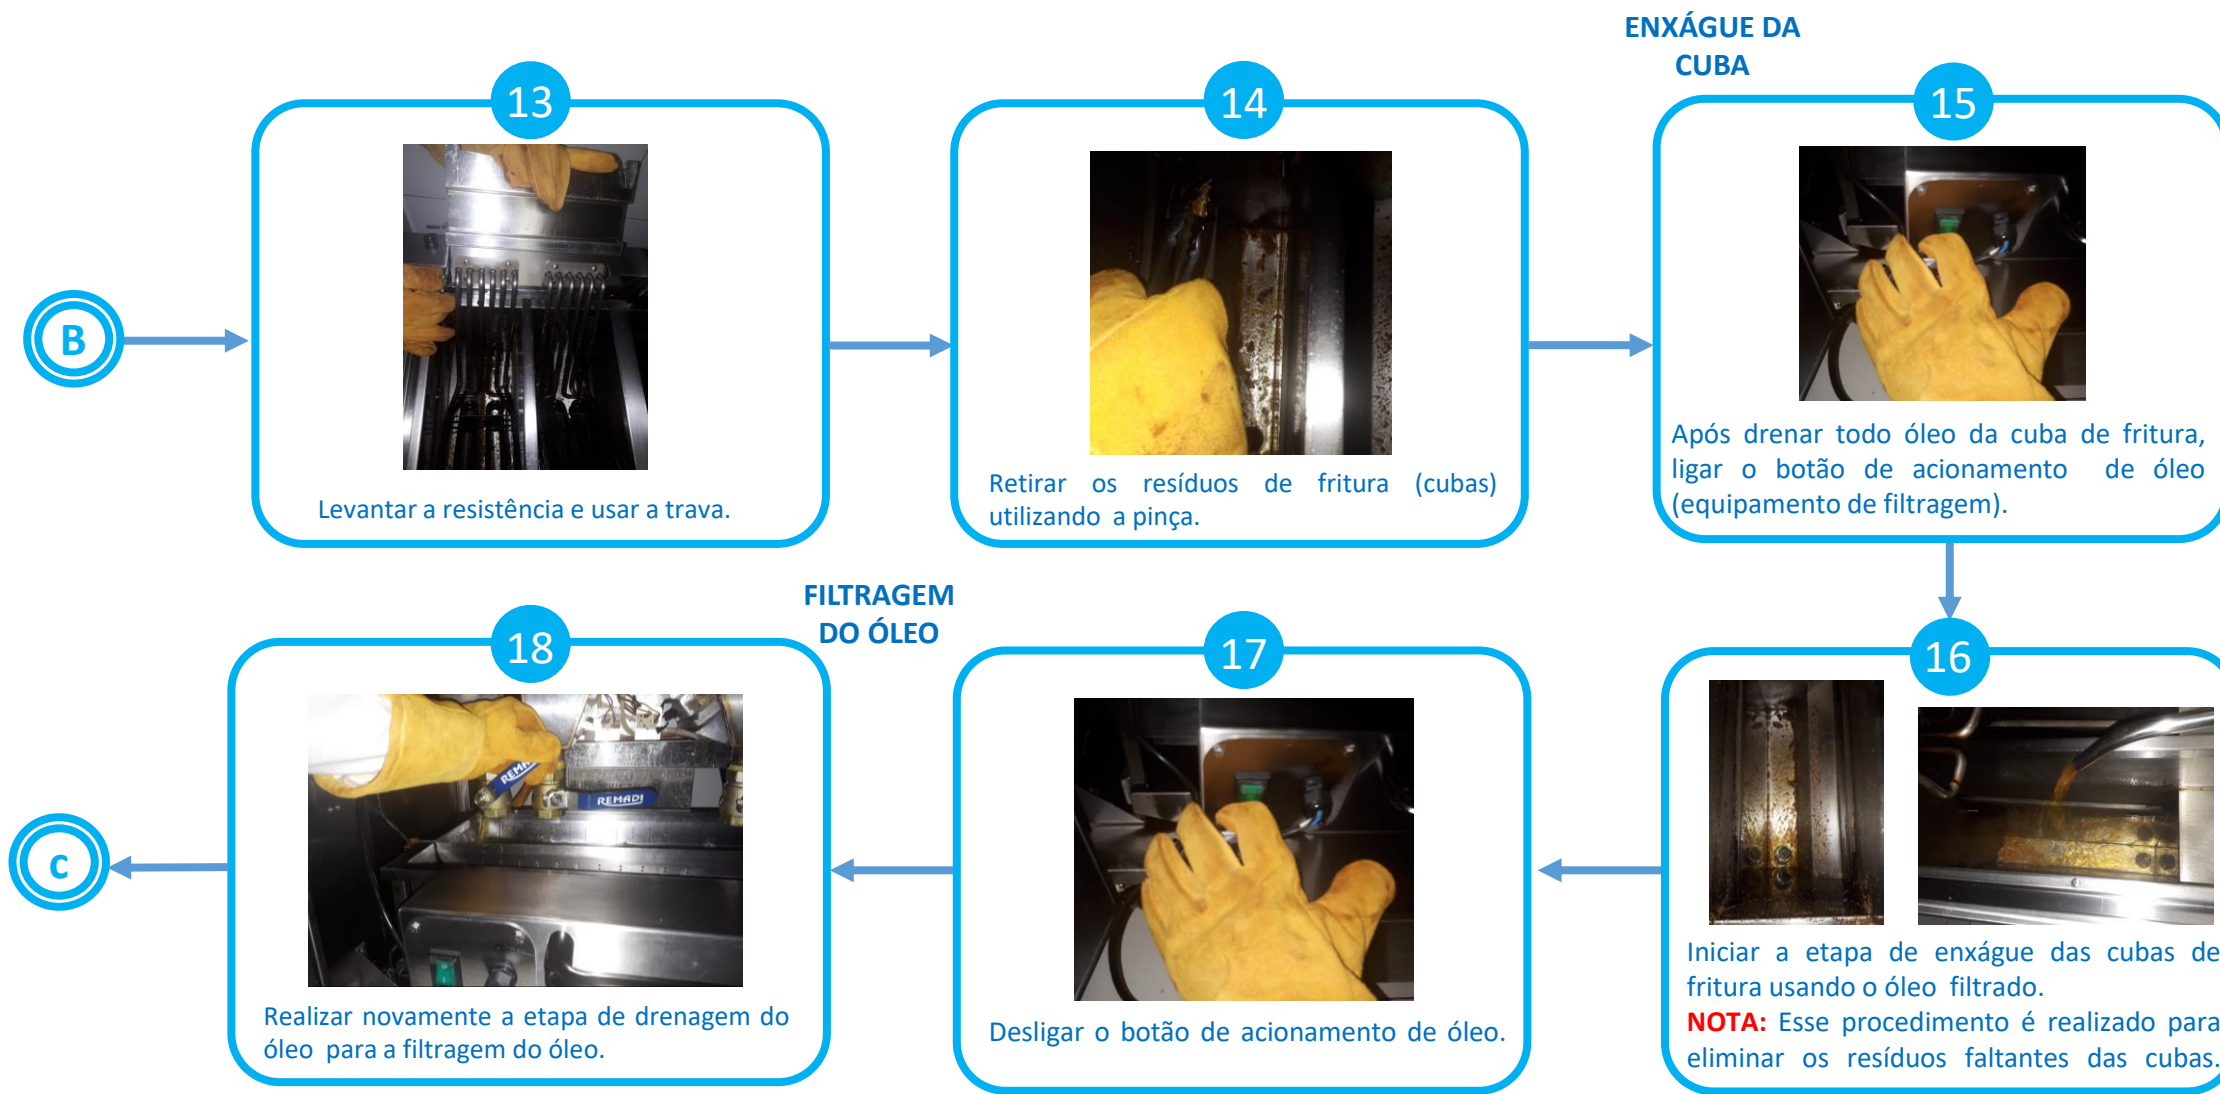 ENXÁGUE DA
CUBA
B
13
Levantar a resistência e usar a trava.
14
Retirar os resíduos de fritura (cubas)
utilizando a pinça.
15
Após drenar todo óleo da cuba de fritura,
ligar o botão de acionamento de óleo
(equipamento de filtragem).
16
Iniciar a etapa de enxágue das cubas de
fritura usando o óleo filtrado.
NOTA: Esse procedimento é realizado para
eliminar os resíduos faltantes das cubas.
17
Desligar o botão de acionamento de óleo.
FILTRAGEM
DO ÓLEO
18
REMADI
Realizar novamente a etapa de drenagem do
óleo para a filtragem do óleo.
c